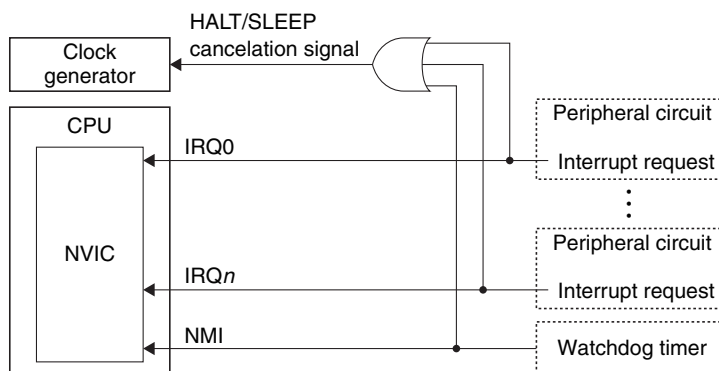 HALT/SLEEP
cancelation signal
Clock
generator
CPU
NVIC
IRQ0
IRQn
NMI
Peripheral circuit
Interrupt request
Peripheral circuit
Interrupt request
Watchdog timer